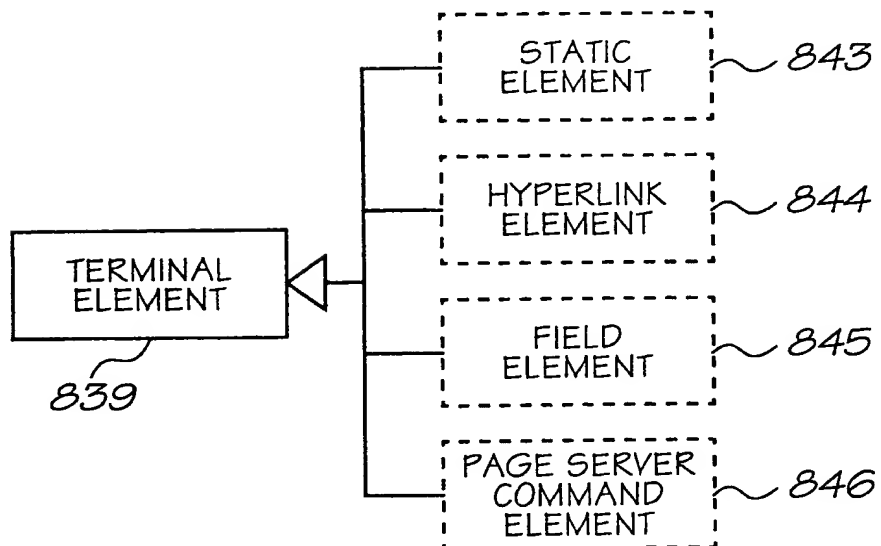 STATIC
ELEMENT
843
HYPERLINK
ELEMENT
844
TERMINAL
ELEMENT
839
FIELD
ELEMENT
845
PAGE SERVER
COMMAND
ELEMENT
846